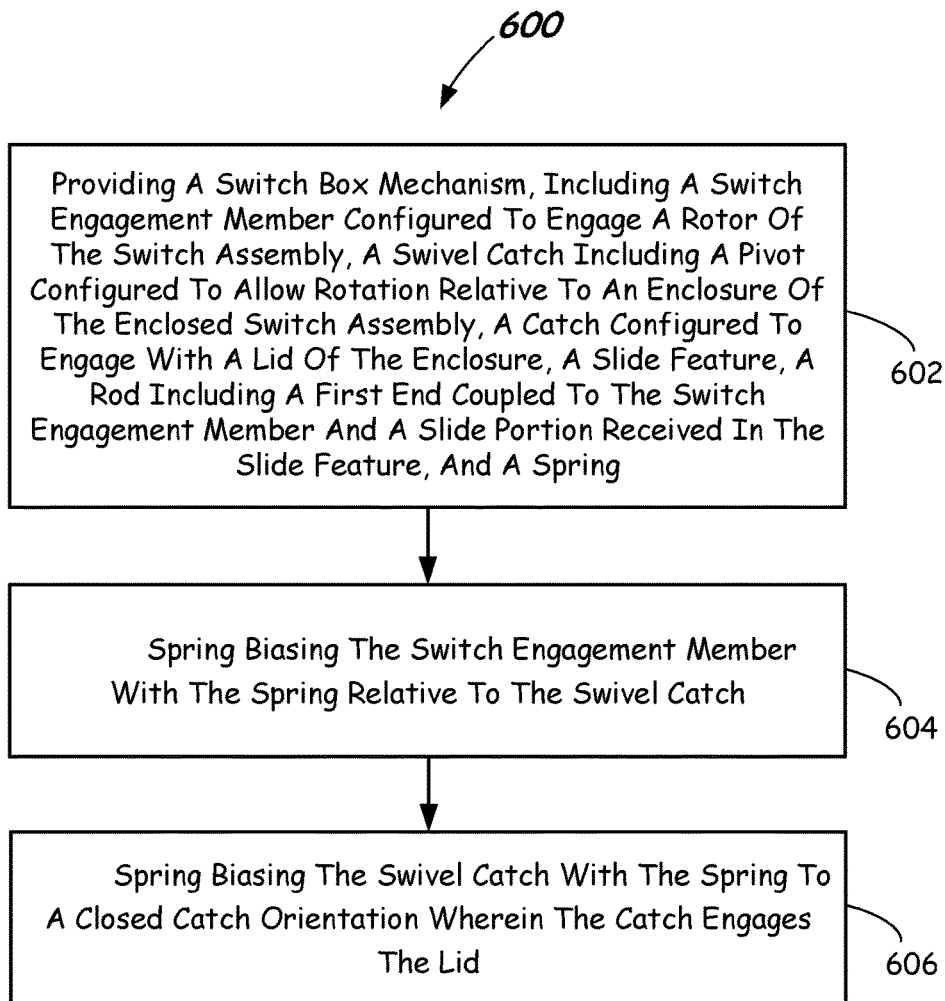 600
Providing A Switch Box Mechanism, Including A Switch
Engagement Member Configured To Engage A Rotor Of
The Switch Assembly, A Swivel Catch Including A Pivot
Configured To Allow Rotation Relative To An Enclosure Of
The Enclosed Switch Assembly, A Catch Configured To
Engage With A Lid Of The Enclosure, A Slide Feature, A
Rod Including A First End Coupled To The Switch
Engagement Member And A Slide Portion Received In The
Slide Feature, And A Spring
602
Spring Biasing The Switch Engagement Member
With The Spring Relative To The Swivel Catch
604
Spring Biasing The Swivel Catch With The Spring To
A Closed Catch Orientation Wherein The Catch Engages
The Lid
606